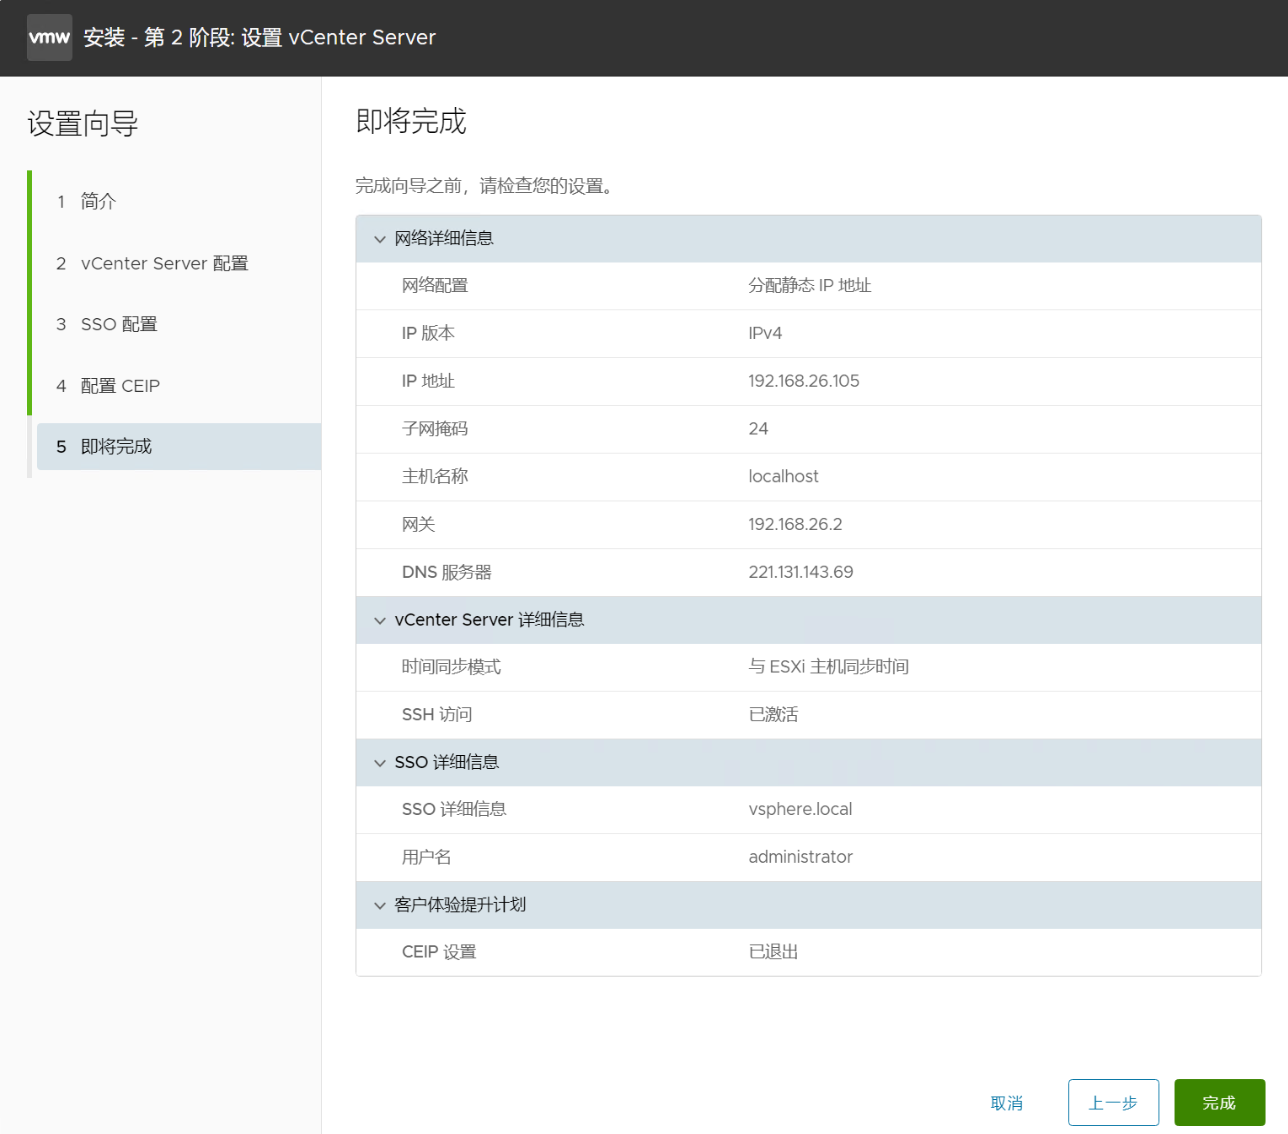 vmw 安装 - 第 2 阶段: 设置 vCenter Server
设置向导
1 简介
2 vCenter Server 配置
3 SSO 配置
4 配置 CEIP
5 即将完成
即将完成
完成向导之前，请检查您的设置。
网络详细信息
网络配置 分配静态 IP 地址
IP 版本 IPv4
IP 地址 192.168.26.105
子网掩码 24
主机名称 localhost
网关 192.168.26.2
DNS 服务器 221.131.143.69
vCenter Server 详细信息
时间同步模式 与 ESXi 主机同步时间
SSH 访问 已激活
SSO 详细信息
SSO 详细信息 vsphere.local
用户名 administrator
客户体验提升计划
CEIP 设置 已退出
取消 上一步 完成